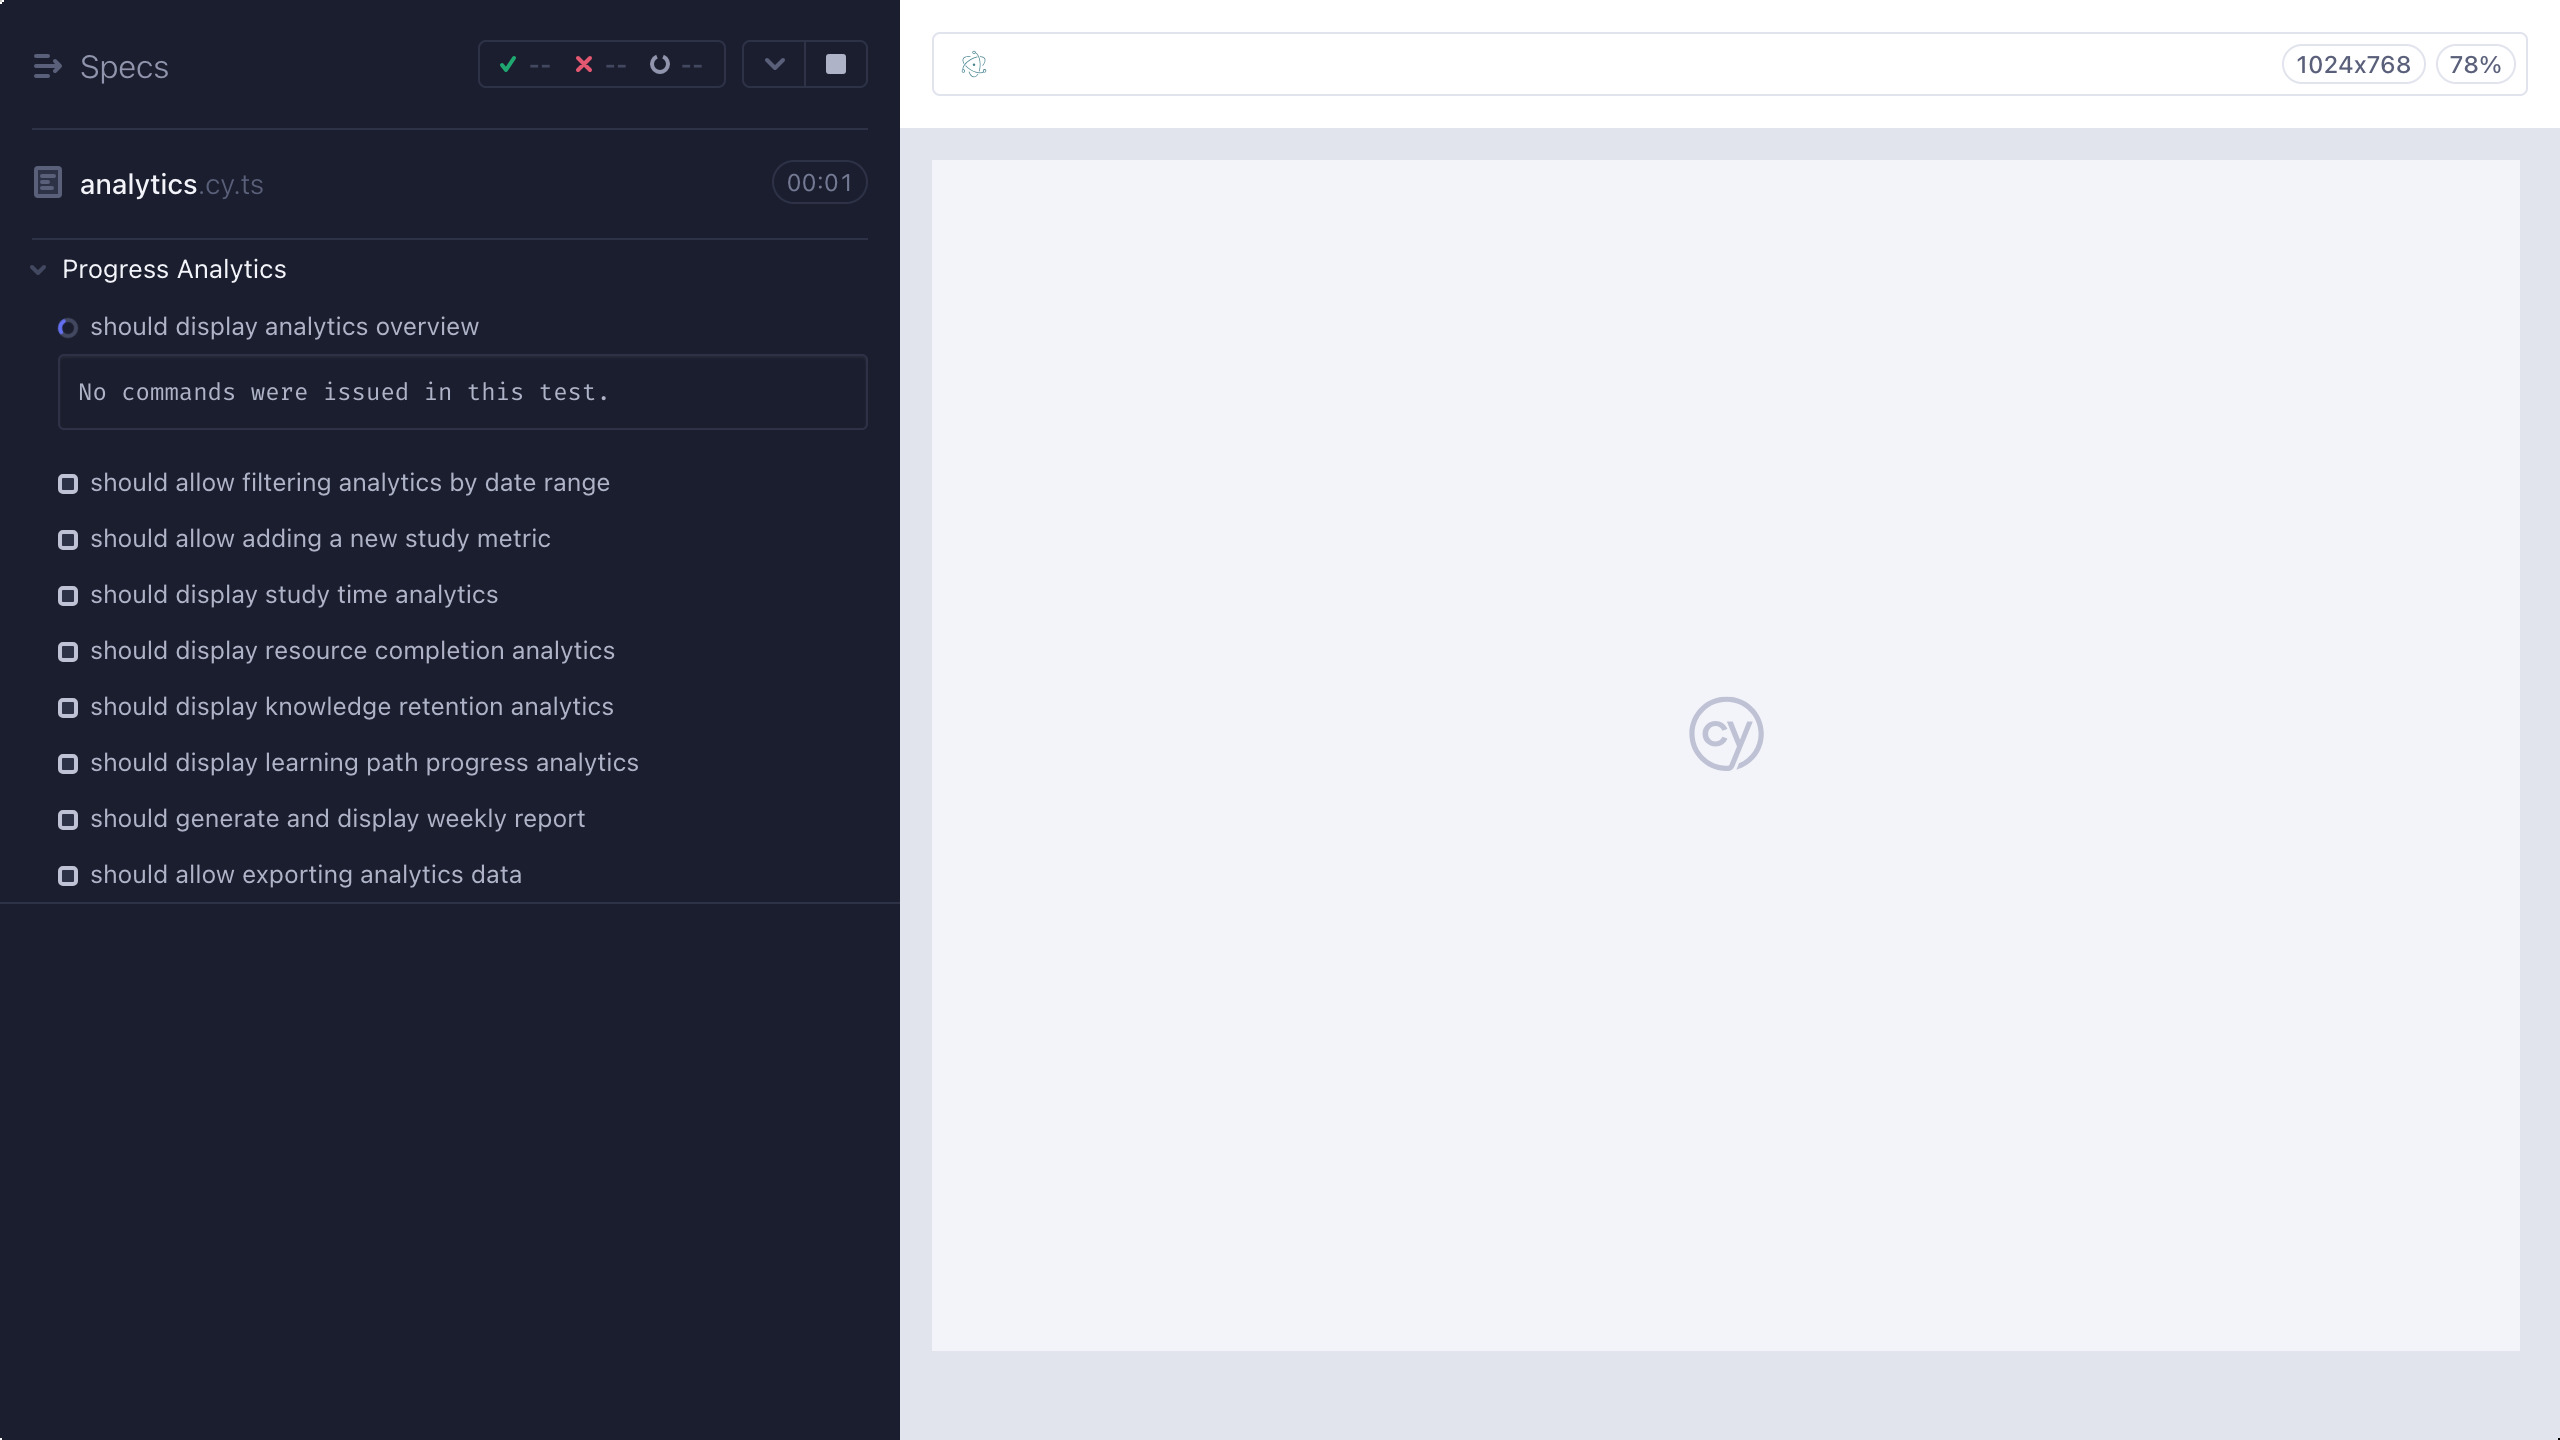 Specs
--
--
--
analytics.cy.ts
00:01
Progress Analytics
should display analytics overview
No commands were issued in this test.
should allow filtering analytics by date range
should allow adding a new study metric
should display study time analytics
should display resource completion analytics
should display knowledge retention analytics
should display learning path progress analytics
should generate and display weekly report
should allow exporting analytics data
1024x768
78%
cy